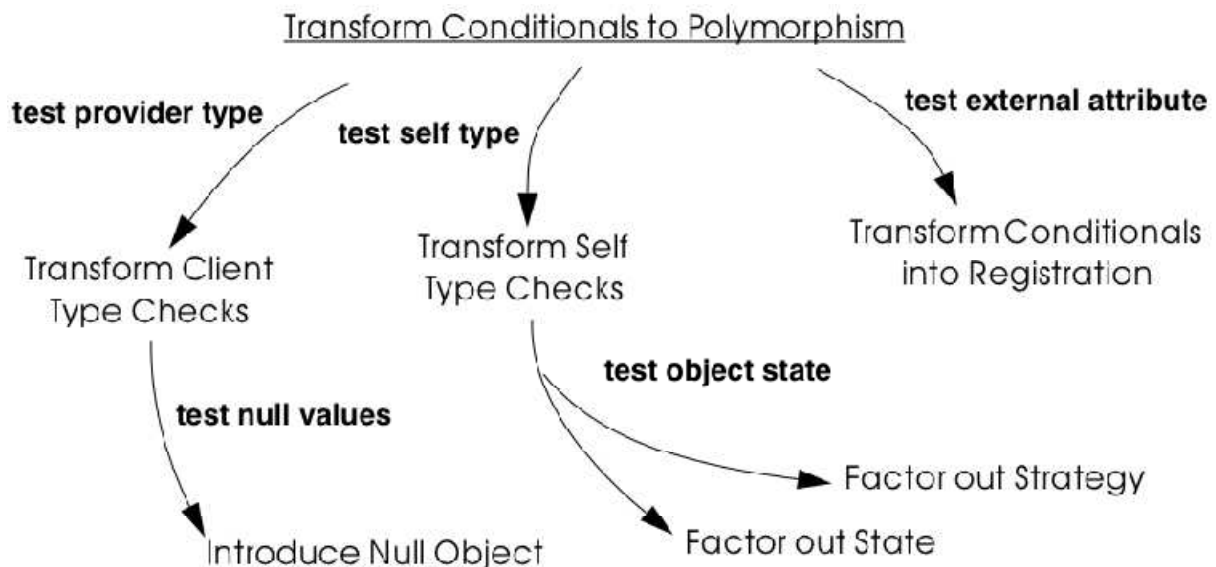 Transform Conditionals to Polymorphism
test provider type
test self type
test external attribute
Transform Client
Type Checks
Transform Self
Type Checks
Transform Conditionals
into Registration
test null values
test object state
Introduce Null Object
Factor out State
Factor out Strategy